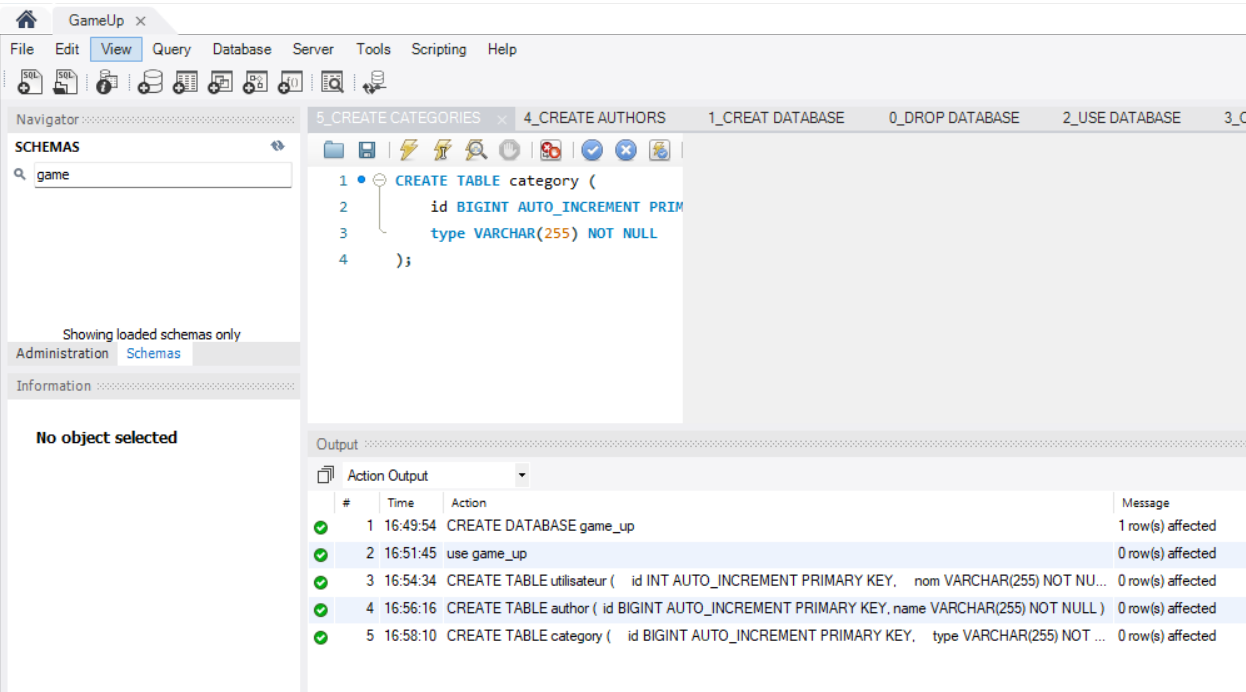 GameUp ×
File Edit View Query Database Server Tools Scripting Help
SQL SQL
Navigator
SCHEMAS
game
Showing loaded schemas only
Administration Schemas
Information
No object selected
5_CREATE CATEGORIES × 4_CREATE AUTHORS 1_CREAT DATABASE 0_DROP DATABASE 2_USE DATABASE 3_C
1 CREATE TABLE category (
2 id BIGINT AUTO_INCREMENT PRIM
3 type VARCHAR(255) NOT NULL
4 );
Output
Action Output
# Time Action Message
1 16:49:54 CREATE DATABASE game_up 1 row(s) affected
2 16:51:45 use game_up 0 row(s) affected
3 16:54:34 CREATE TABLE utilisateur ( id INT AUTO_INCREMENT PRIMARY KEY, nom VARCHAR(255) NOT NU... 0 row(s) affected
4 16:56:16 CREATE TABLE author ( id BIGINT AUTO_INCREMENT PRIMARY KEY, name VARCHAR(255) NOT NULL ) 0 row(s) affected
5 16:58:10 CREATE TABLE category ( id BIGINT AUTO_INCREMENT PRIMARY KEY, type VARCHAR(255) NOT ... 0 row(s) affected